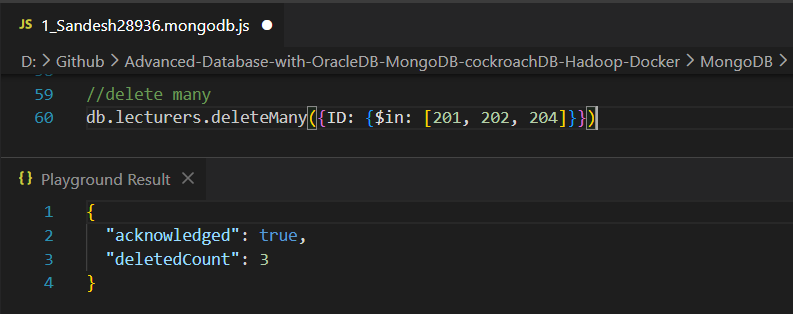 JS 1_Sandesh28936.mongodb.js
D: > Github > Advanced-Database-with-OracleDB-MongoDB-cockroachDB-Hadoop-Docker > MongoDB >
59 //delete many
60 db.lecturers.deleteMany({ID: {$in: [201, 202, 204]}})
{} Playground Result
1 {
2 "acknowledged": true,
3 "deletedCount": 3
4 }